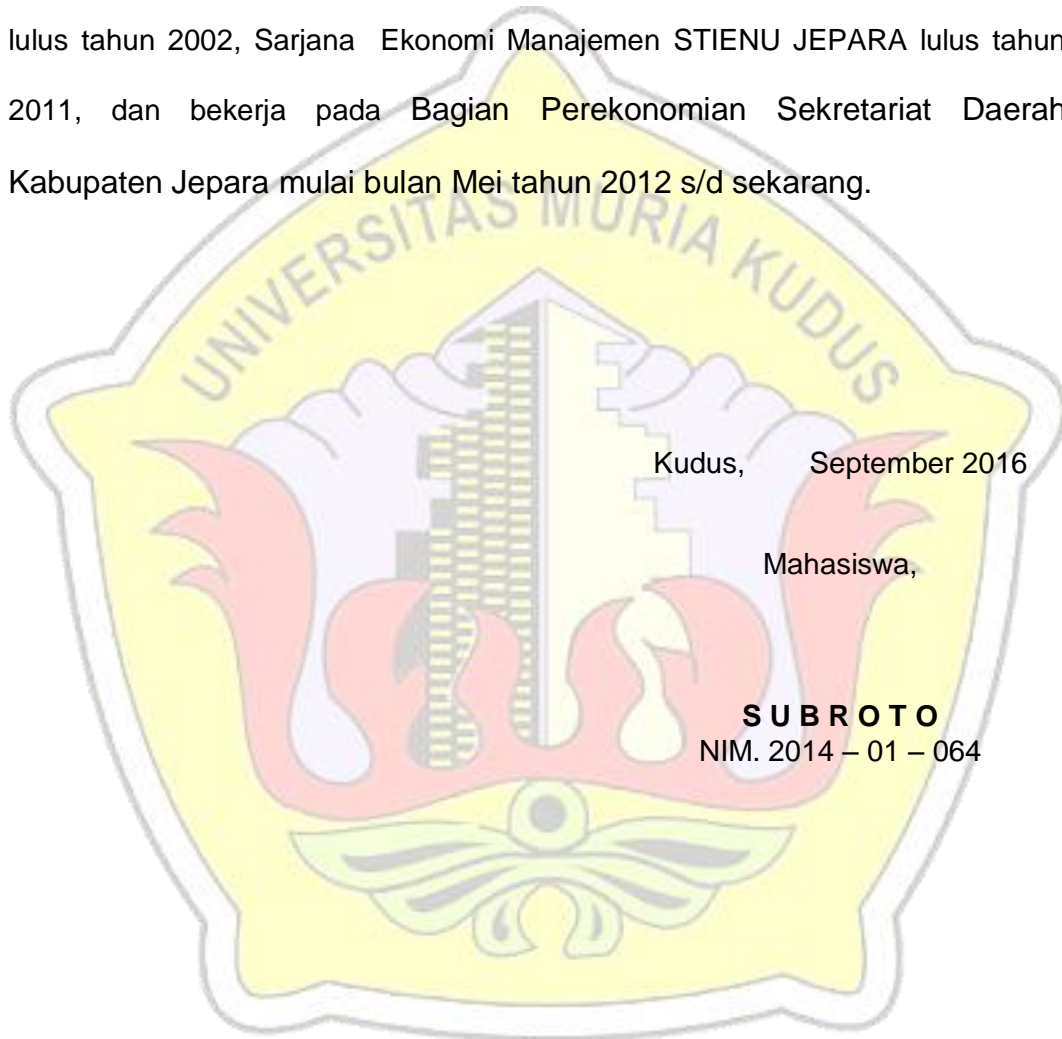 lulus tahun 2002, Sarjana Ekonomi Manajemen STIENU JEPARA lulus tahun
2011, dan bekerja pada Bagian Perekonomian Sekretariat Daerah
Kabupaten Jepara mulai bulan Mei tahun 2012 s/d sekarang.
UNIVERSITAS MURIA KUDUS
Kudus, September 2016
Mahasiswa,
S U B R O T O
NIM. 2014 – 01 – 064